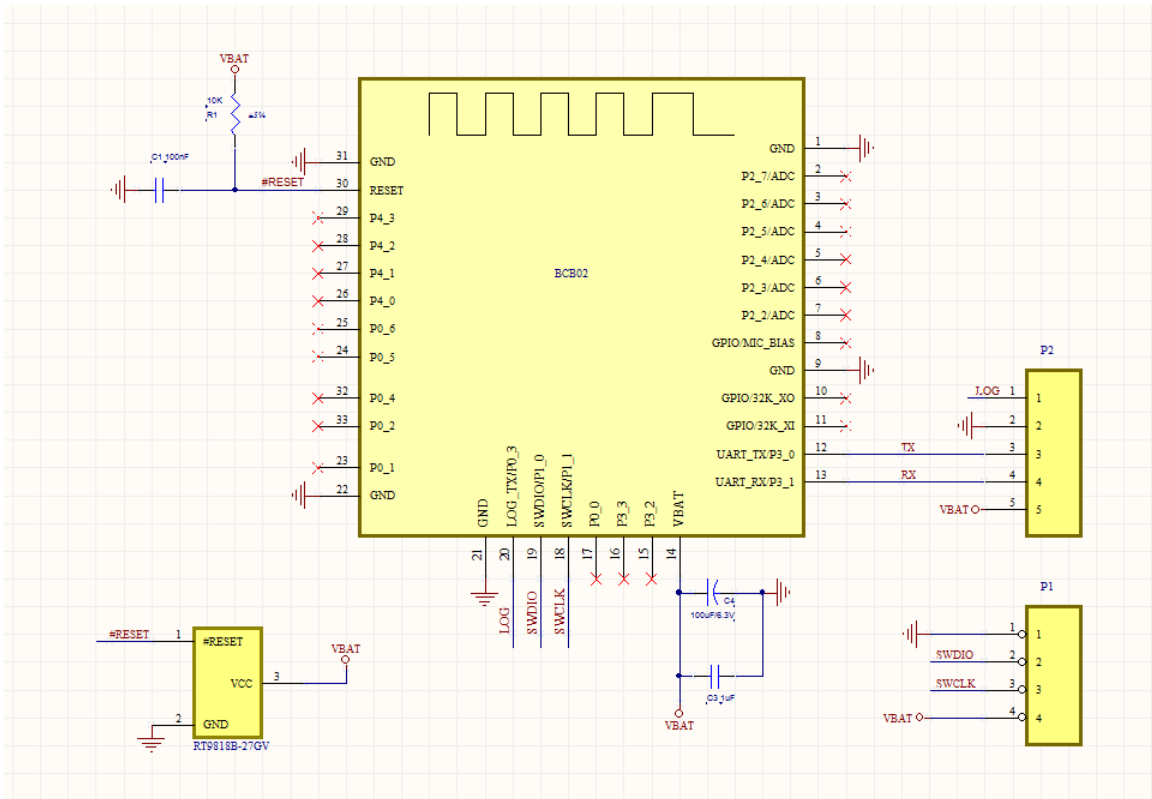 VBAT
10K
R1
±5%
C1 100nF
#RESET
31 GND
30 RESET
29 P4_3
28 P4_2
27 P4_1
26 P4_0
25 P0_6
24 P0_5
32 P0_4
33 P0_2
23 P0_1
22 GND
BCB02
GND 1
P2_7/ADC 2
P2_6/ADC 3
P2_5/ADC 4
P2_4/ADC 5
P2_3/ADC 6
P2_2/ADC 7
GPIO/MIC_BIAS 8
GND 9
GPIO/32K_XO 10
GPIO/32K_XI 11
UART_TX/P3_0 12
UART_RX/P3_1 13
TX
RX
GND 21
LOG_TX/P0_3 20
SWDIO/P1_0 19
SWCLK/P1_1 18
P0_0 17
P3_3 16
P3_2 15
VBAT 14
LOG
SWDIO
SWCLK
C4
100uF/6.3V
C3 1uF
VBAT
P2
LOG 1 1
2 2
3 3
4 4
VBAT 5 5
P1
1 1
SWDIO 2 2
SWCLK 3 3
VBAT 4 4
#RESET 1 #RESET
VCC 3
VBAT
2 GND
RT9818B-27GV